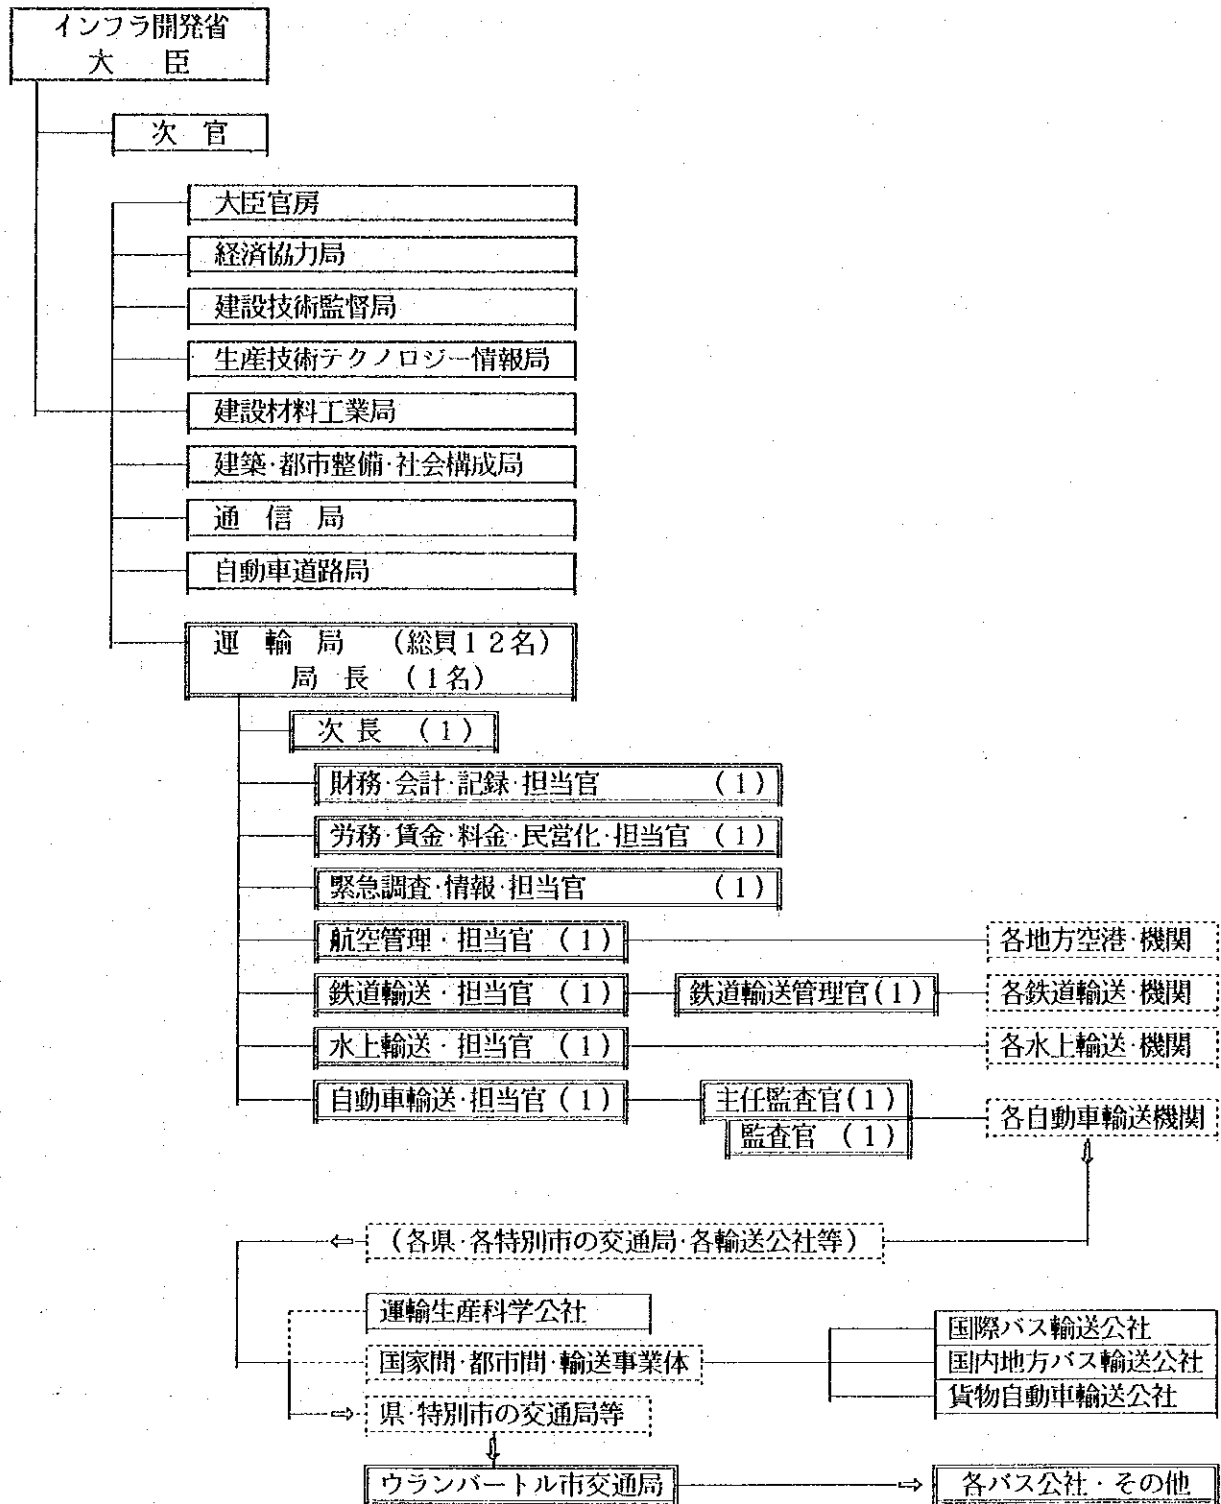 インフラ開発省
大 臣
次 官
大臣官房
経済協力局
建設技術監督局
生産技術テクノロジー情報局
建設材料工業局
建築・都市整備・社会構成局
通 信 局
自動車道路局
運 輸 局 (総員12名)
局 長 (1名)
次 長 (1)
財務・会計・記録・担当官 (1)
労務・賃金・料金・民営化・担当官 (1)
緊急調査・情報・担当官 (1)
航空管理・担当官 (1) 各地方空港・機関
鉄道輸送・担当官 (1) 鉄道輸送管理官(1) 各鉄道輸送・機関
水上輸送・担当官 (1) 各水上輸送・機関
自動車輸送・担当官 (1) 主任監査官(1) 各自動車輸送機関
監査官 (1)
⇩
⇦ (各県・各特別市の交通局・各輸送公社等)
運輸生産科学公社 国際バス輸送公社
国家間・都市間・輸送事業体 国内地方バス輸送公社
⇨ 県・特別市の交通局等 貨物自動車輸送公社
⇩
ウランバートル市交通局 ⇨ 各バス公社・その他